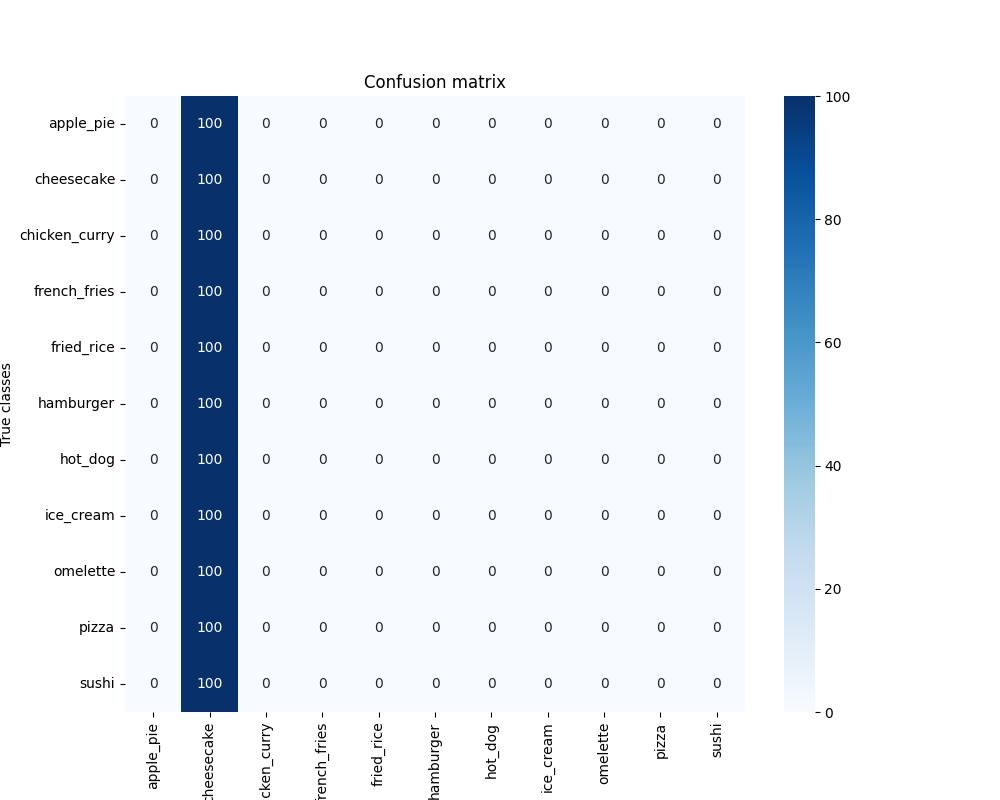 Confusion matrix
True classes
apple_pie 0 100 0 0 0 0 0 0 0 0 0
cheesecake 0 100 0 0 0 0 0 0 0 0 0
chicken_curry 0 100 0 0 0 0 0 0 0 0 0
french_fries 0 100 0 0 0 0 0 0 0 0 0
fried_rice 0 100 0 0 0 0 0 0 0 0 0
hamburger 0 100 0 0 0 0 0 0 0 0 0
hot_dog 0 100 0 0 0 0 0 0 0 0 0
ice_cream 0 100 0 0 0 0 0 0 0 0 0
omelette 0 100 0 0 0 0 0 0 0 0 0
pizza 0 100 0 0 0 0 0 0 0 0 0
sushi 0 100 0 0 0 0 0 0 0 0 0
apple_pie
cheesecake
cken_curry
french_fries
fried_rice
hamburger
hot_dog
ice_cream
omelette
pizza
sushi
100
80
60
40
20
0